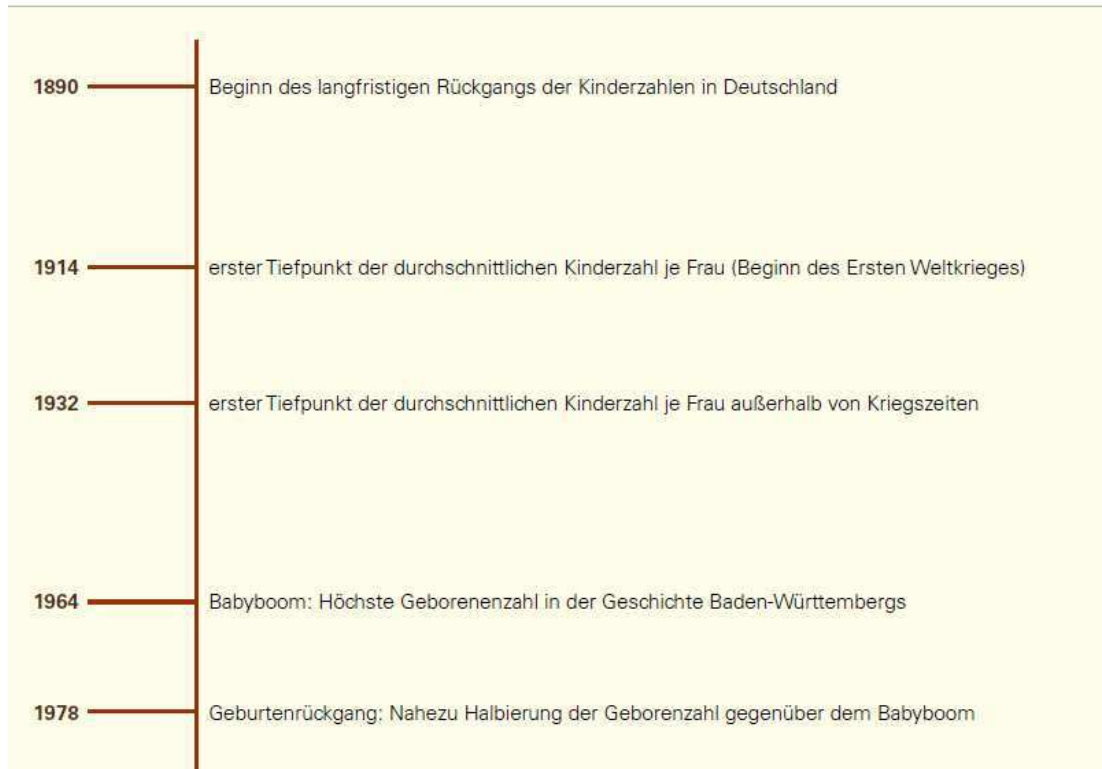 1890 Beginn des langfristigen Rückgangs der Kinderzahlen in Deutschland
1914 erster Tiefpunkt der durchschnittlichen Kinderzahl je Frau (Beginn des Ersten Weltkrieges)
1932 erster Tiefpunkt der durchschnittlichen Kinderzahl je Frau außerhalb von Kriegszeiten
1964 Babyboom: Höchste Geborenenzahl in der Geschichte Baden-Württembergs
1978 Geburtenrückgang: Nahezu Halbierung der Geborenzahl gegenüber dem Babyboom